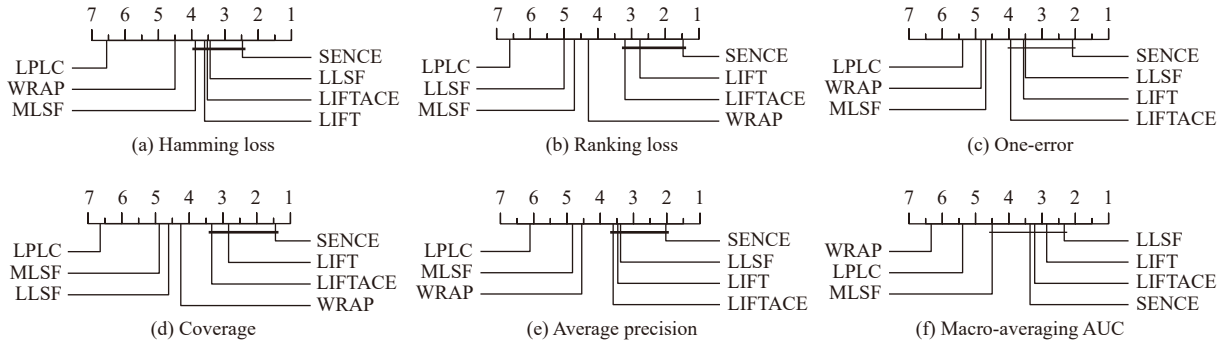 7 6 5 4 3 2 1
LPLC
WRAP
MLSF
SENCE
LLSF
LIFTACE
LIFT
(a) Hamming loss
7 6 5 4 3 2 1
LPLC
LLSF
MLSF
SENCE
LIFT
LIFTACE
WRAP
(b) Ranking loss
7 6 5 4 3 2 1
LPLC
WRAP
MLSF
SENCE
LLSF
LIFT
LIFTACE
(c) One-error
7 6 5 4 3 2 1
LPLC
MLSF
LLSF
SENCE
LIFT
LIFTACE
WRAP
(d) Coverage
7 6 5 4 3 2 1
LPLC
MLSF
WRAP
SENCE
LLSF
LIFT
LIFTACE
(e) Average precision
7 6 5 4 3 2 1
WRAP
LPLC
MLSF
LLSF
LIFT
LIFTACE
SENCE
(f) Macro-averaging AUC